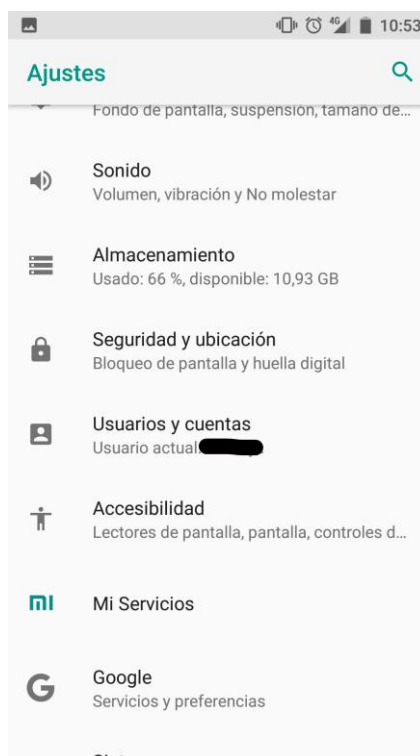 4G 10:53
Ajustes
Fondo de pantalla, suspensión, tamaño de...
Sonido
Volumen, vibración y No molestar
Almacenamiento
Usado: 66 %, disponible: 10,93 GB
Seguridad y ubicación
Bloqueo de pantalla y huella digital
Usuarios y cuentas
Usuario actual:
Accesibilidad
Lectores de pantalla, pantalla, controles d...
MI Mi Servicios
Google
Servicios y preferencias